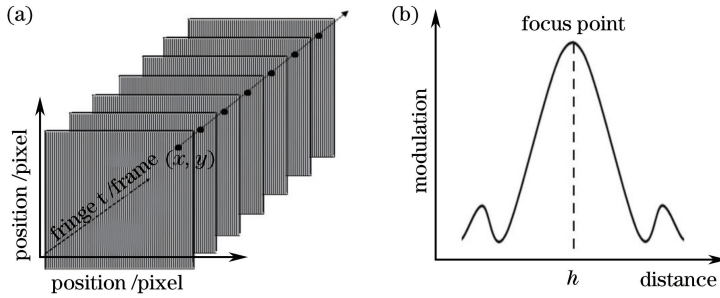 (a)
position /pixel
fringe t /frame
(x, y)
position /pixel
(b)
focus point
modulation
h
distance